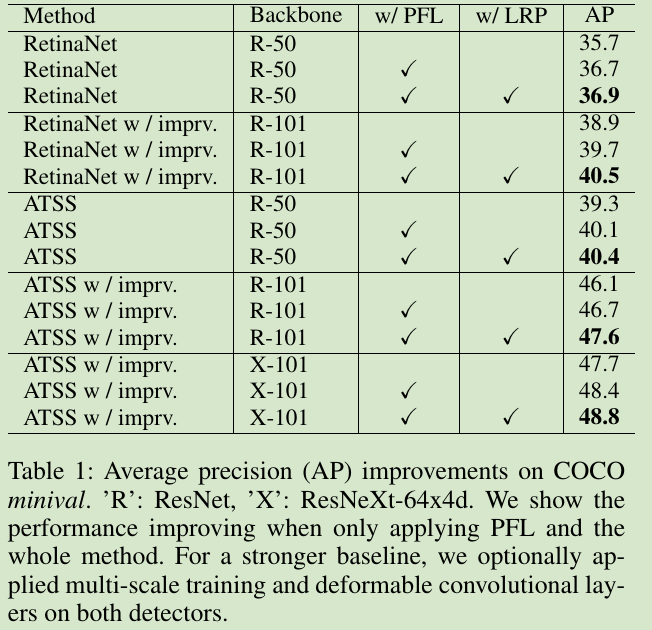 Method Backbone w/ PFL w/ LRP AP
RetinaNet R-50 35.7
RetinaNet R-50 ✓ 36.7
RetinaNet R-50 ✓ ✓ 36.9
RetinaNet w / imprv. R-101 38.9
RetinaNet w / imprv. R-101 ✓ 39.7
RetinaNet w / imprv. R-101 ✓ ✓ 40.5
ATSS R-50 39.3
ATSS R-50 ✓ 40.1
ATSS R-50 ✓ ✓ 40.4
ATSS w / imprv. R-101 46.1
ATSS w / imprv. R-101 ✓ 46.7
ATSS w / imprv. R-101 ✓ ✓ 47.6
ATSS w / imprv. X-101 47.7
ATSS w / imprv. X-101 ✓ 48.4
ATSS w / imprv. X-101 ✓ ✓ 48.8
Table 1: Average precision (AP) improvements on COCO
minival. ’R’: ResNet, ’X’: ResNeXt-64x4d. We show the
performance improving when only applying PFL and the
whole method. For a stronger baseline, we optionally ap-
plied multi-scale training and deformable convolutional lay-
ers on both detectors.